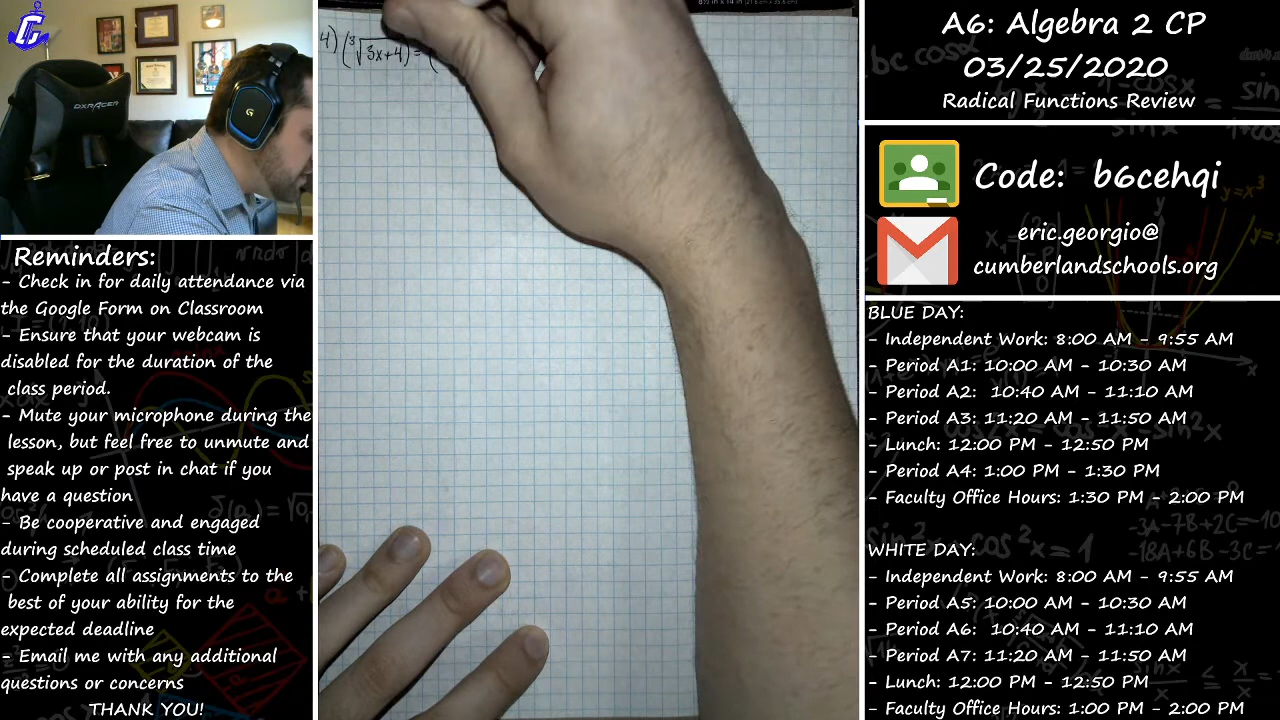 DXRACER
4) (³√3x+4) = (
A6: Algebra 2 CP
03/25/2020
Radical Functions Review
Code: b6cehqi
eric.georgio@
cumberlandschools.org
Reminders:
- Check in for daily attendance via
the Google Form on Classroom
- Ensure that your webcam is
disabled for the duration of the
class period.
- Mute your microphone during the
lesson, but feel free to unmute and
speak up or post in chat if you
have a question
- Be cooperative and engaged
during scheduled class time
- Complete all assignments to the
best of your ability for the
expected deadline
- Email me with any additional
questions or concerns
THANK YOU!
BLUE DAY:
- Independent Work: 8:00 AM - 9:55 AM
- Period A1: 10:00 AM - 10:30 AM
- Period A2: 10:40 AM - 11:10 AM
- Period A3: 11:20 AM - 11:50 AM
- Lunch: 12:00 PM - 12:50 PM
- Period A4: 1:00 PM - 1:30 PM
- Faculty Office Hours: 1:30 PM - 2:00 PM
WHITE DAY:
- Independent Work: 8:00 AM - 9:55 AM
- Period A5: 10:00 AM - 10:30 AM
- Period A6: 10:40 AM - 11:10 AM
- Period A7: 11:20 AM - 11:50 AM
- Lunch: 12:00 PM - 12:50 PM
- Faculty Office Hours: 1:00 PM - 2:00 PM